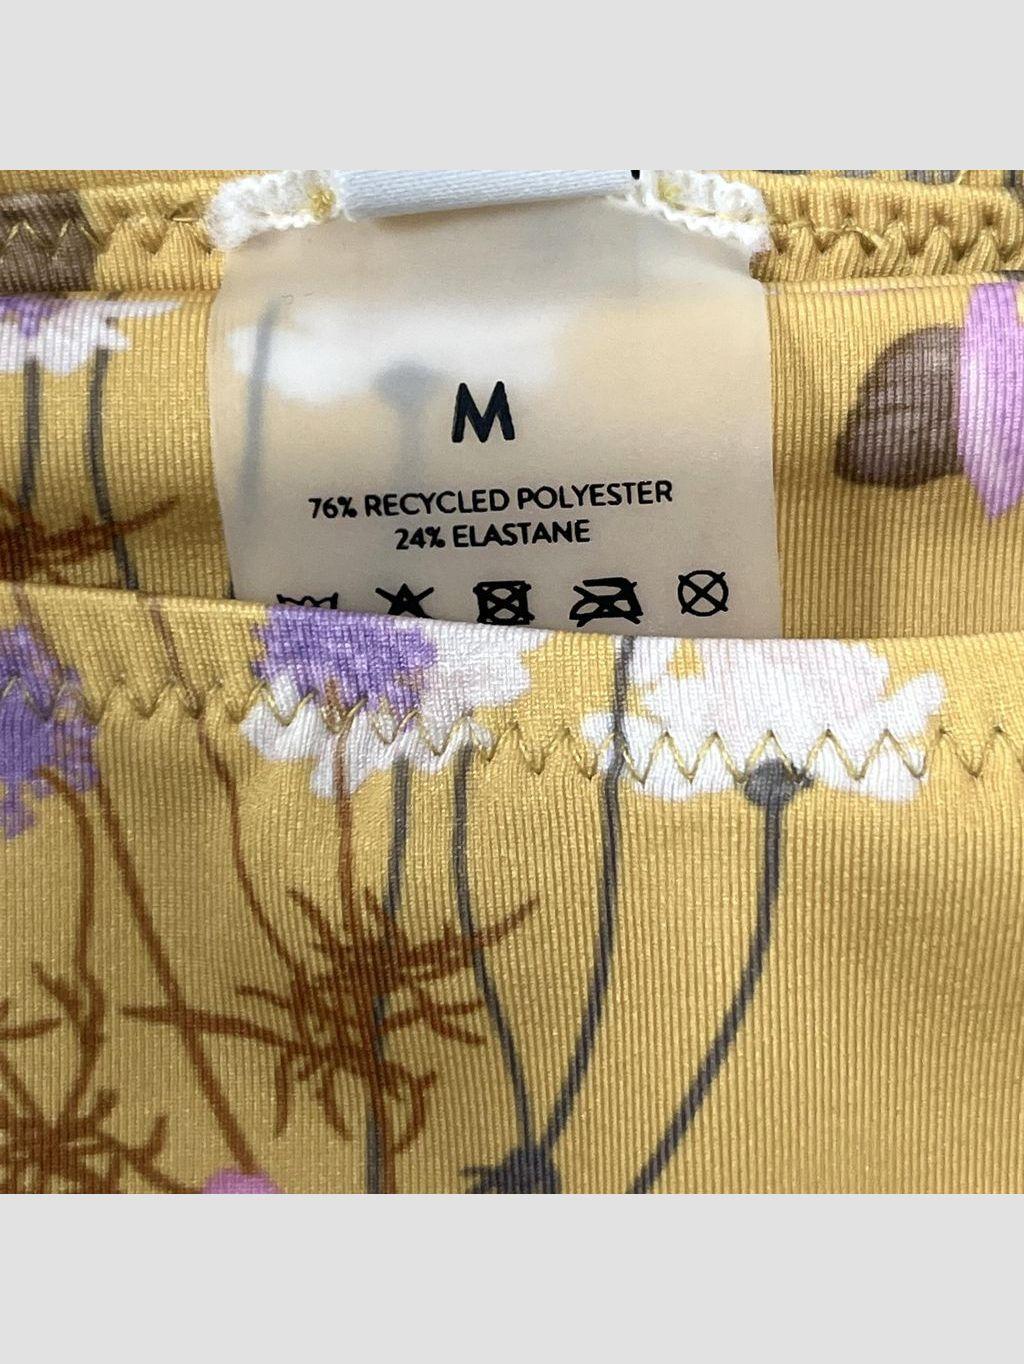 M
76% RECYCLED POLYESTER
24% ELASTANE